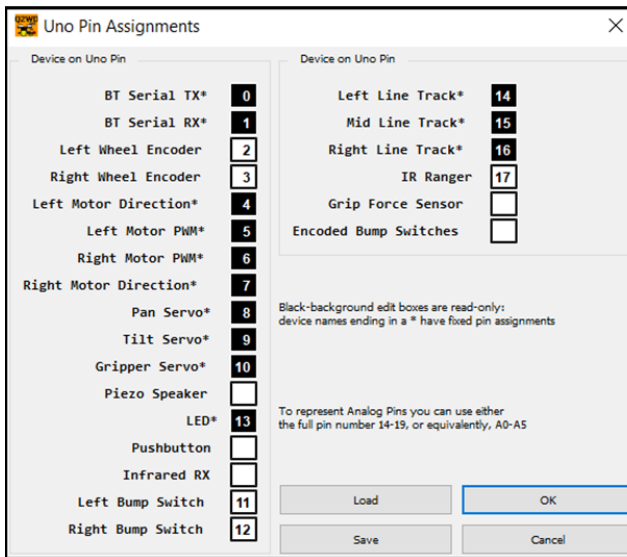 QZWD
Uno Pin Assignments
Device on Uno Pin
BT Serial TX* 0
BT Serial RX* 1
Left Wheel Encoder 2
Right Wheel Encoder 3
Left Motor Direction* 4
Left Motor PWM* 5
Right Motor PWM* 6
Right Motor Direction* 7
Pan Servo* 8
Tilt Servo* 9
Gripper Servo* 10
Piezo Speaker
LED* 13
Pushbutton
Infrared RX
Left Bump Switch 11
Right Bump Switch 12
Device on Uno Pin
Left Line Track* 14
Mid Line Track* 15
Right Line Track* 16
IR Ranger 17
Grip Force Sensor
Encoded Bump Switches
Black-background edit boxes are read-only:
device names ending in a * have fixed pin assignments
To represent Analog Pins you can use either
the full pin number 14-19, or equivalently, A0-A5
Load
OK
Save
Cancel